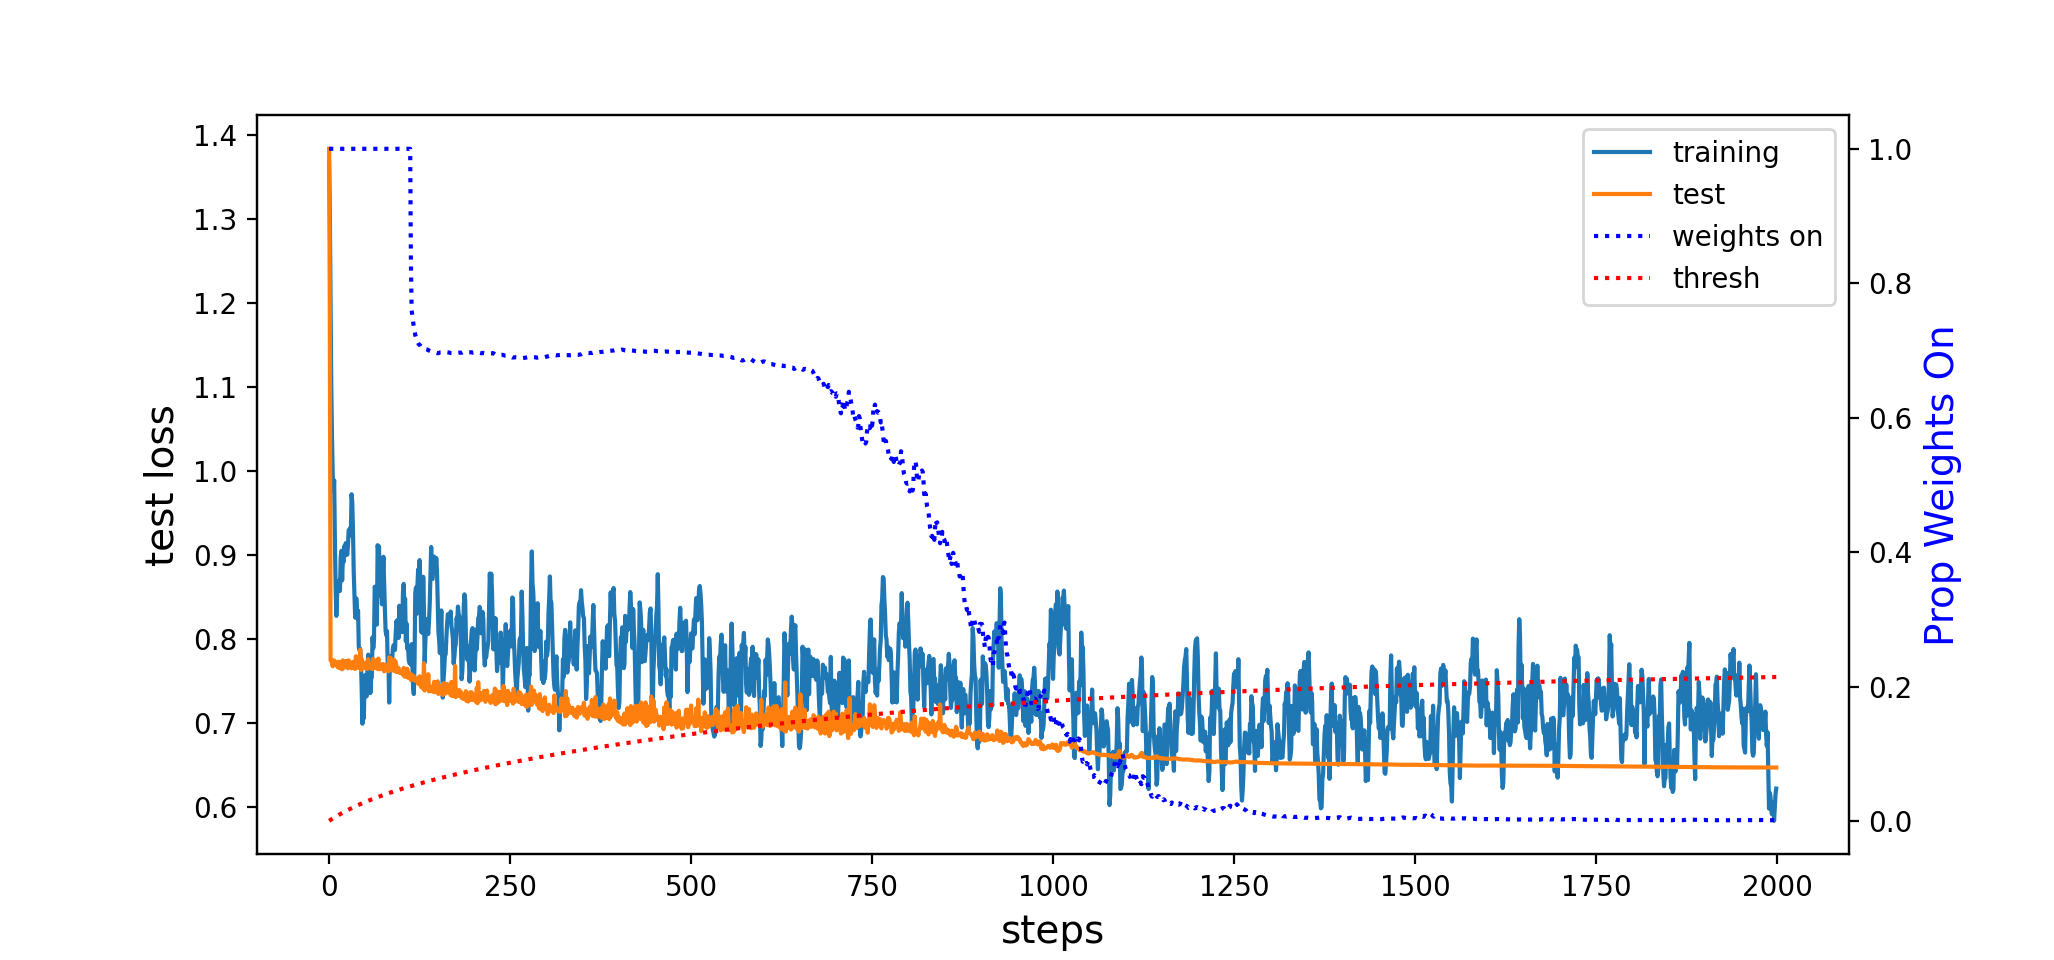 1.4
1.3
1.2
1.1
1.0
0.9
0.8
0.7
0.6
test loss
training
test
weights on
thresh
1.0
0.8
0.6
0.4
0.2
0.0
Prop Weights On
0 250 500 750 1000 1250 1500 1750 2000
steps